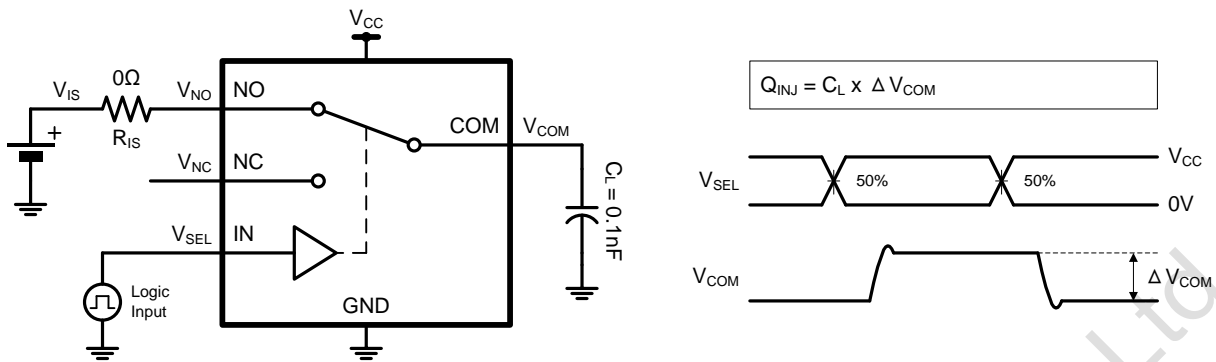 V_CC
V_IS
0Ω
R_IS
V_NO
NO
COM
V_COM
+
V_NC
NC
C_L = 0.1nF
V_SEL
IN
Logic
Input
GND
Q_INJ = C_L x Δ V_COM
V_SEL
50%
50%
V_CC
0V
V_COM
Δ V_COM
Ltd